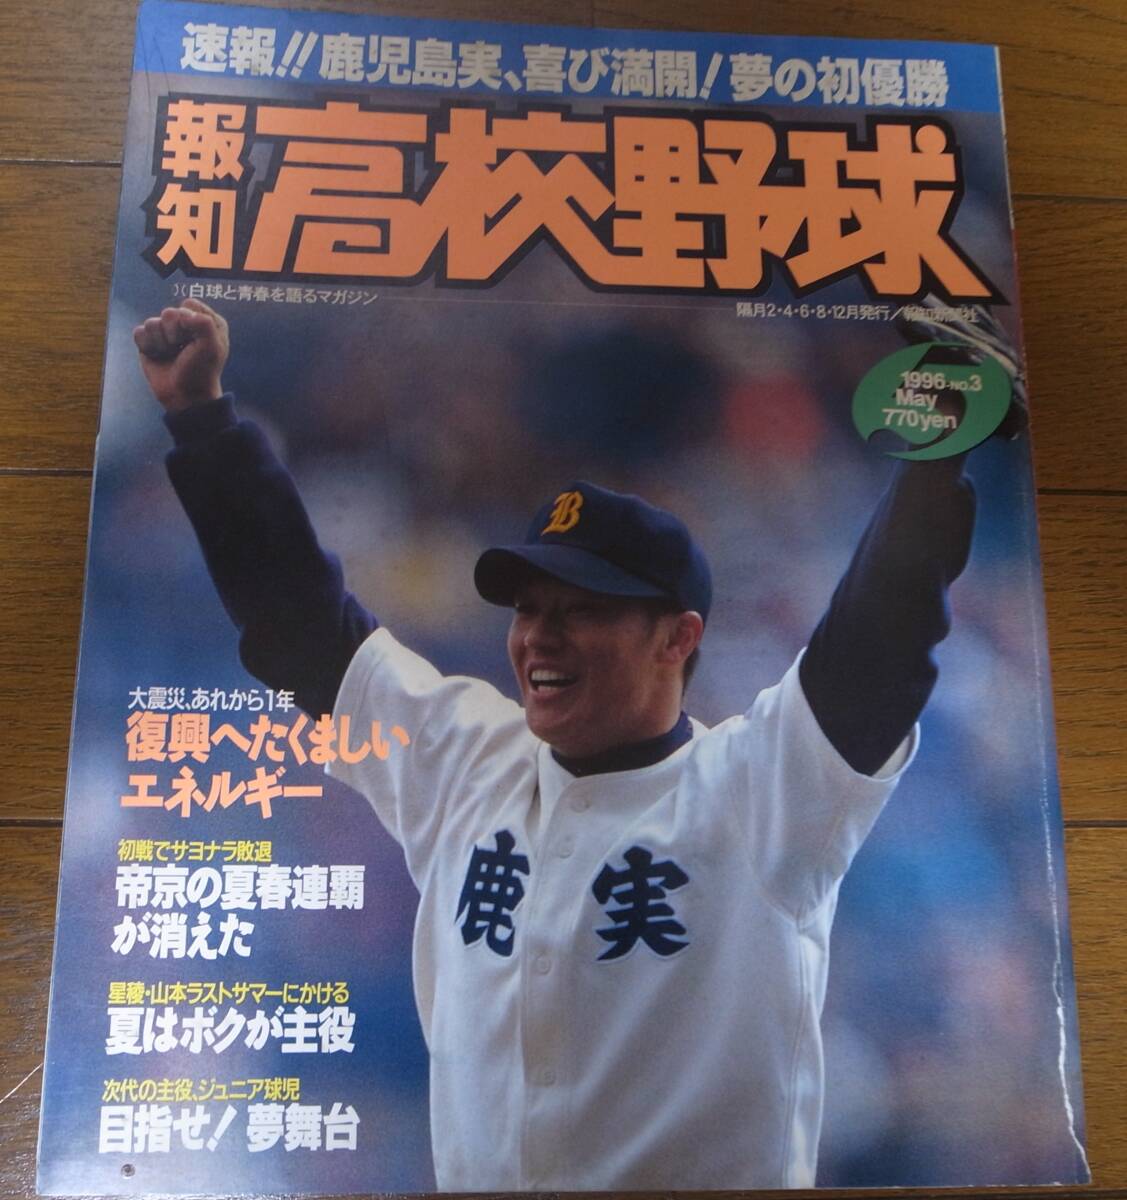 速報!!鹿児島実、喜び満開!夢の初優勝
報知高校野球
白球と青春を語るマガジン
隔月2・4・6・8・12月発行/報知新聞社
5
1996-NO.3
May
770yen
B
大震災、あれから1年
復興へたくましい
エネルギー
初戦でサヨナラ敗退
帝京の夏春連覇
が消えた
星稜・山本ラストサマーにかける
夏はボクが主役
次代の主役、ジュニア球児
目指せ!夢舞台
鹿実